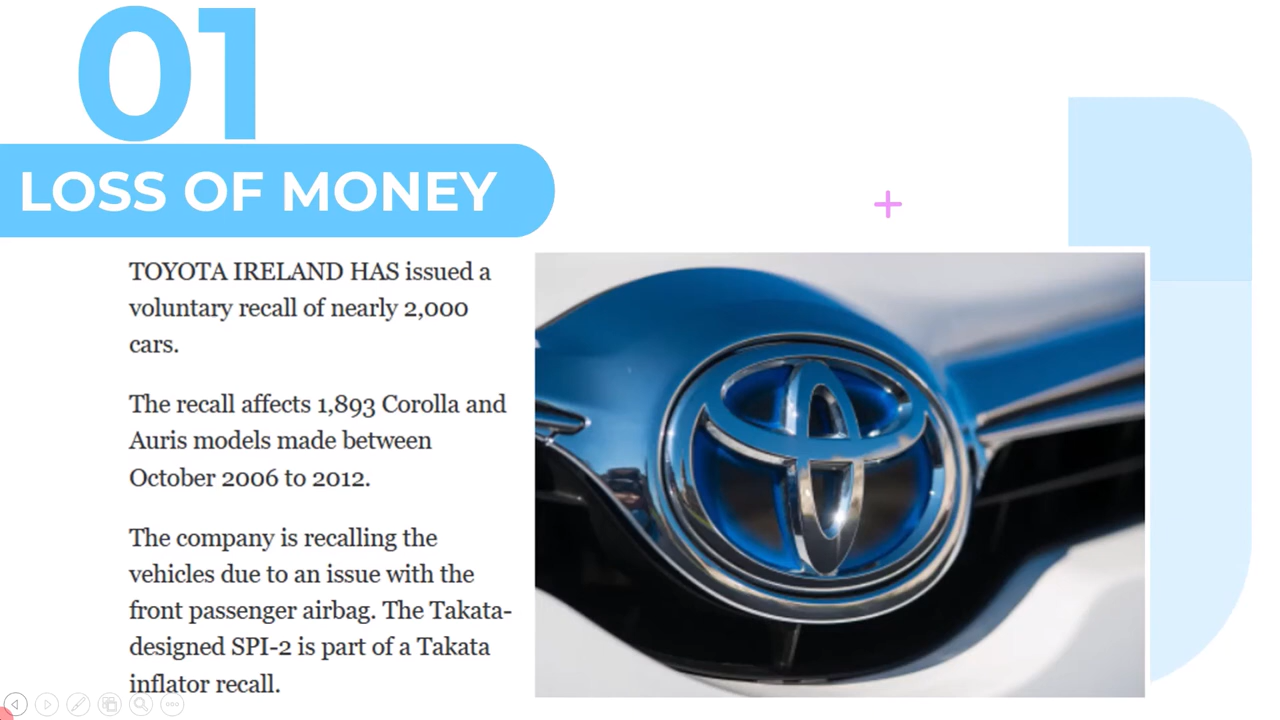 01
LOSS OF MONEY
TOYOTA IRELAND HAS issued a
voluntary recall of nearly 2,000
cars.
The recall affects 1,893 Corolla and
Auris models made between
October 2006 to 2012.
The company is recalling the
vehicles due to an issue with the
front passenger airbag. The Takata-
designed SPI-2 is part of a Takata
inflator recall.